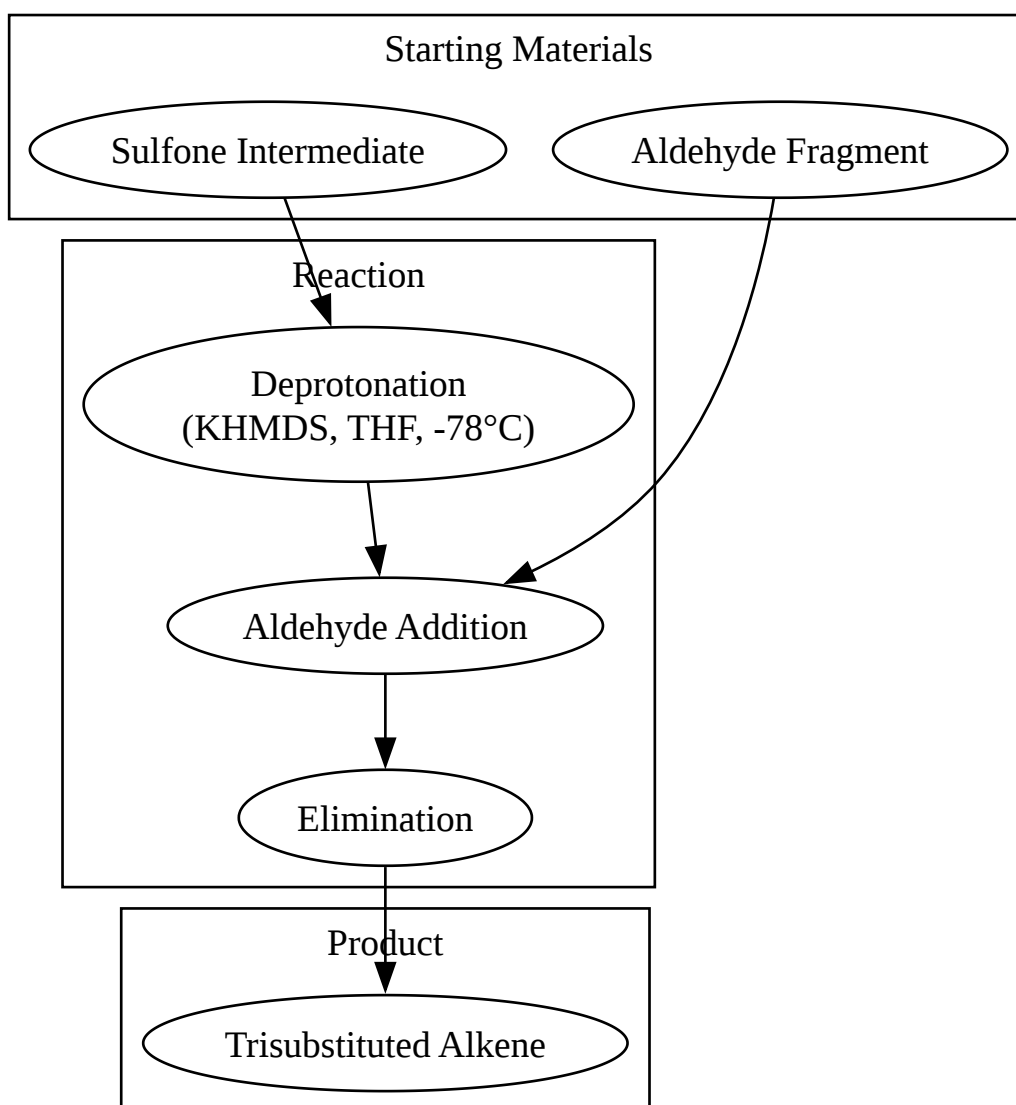 Starting Materials
Sulfone Intermediate
Aldehyde Fragment
Reaction
Deprotonation
(KHMDS, THF, -78°C)
Aldehyde Addition
Elimination
Product
Trisubstituted Alkene